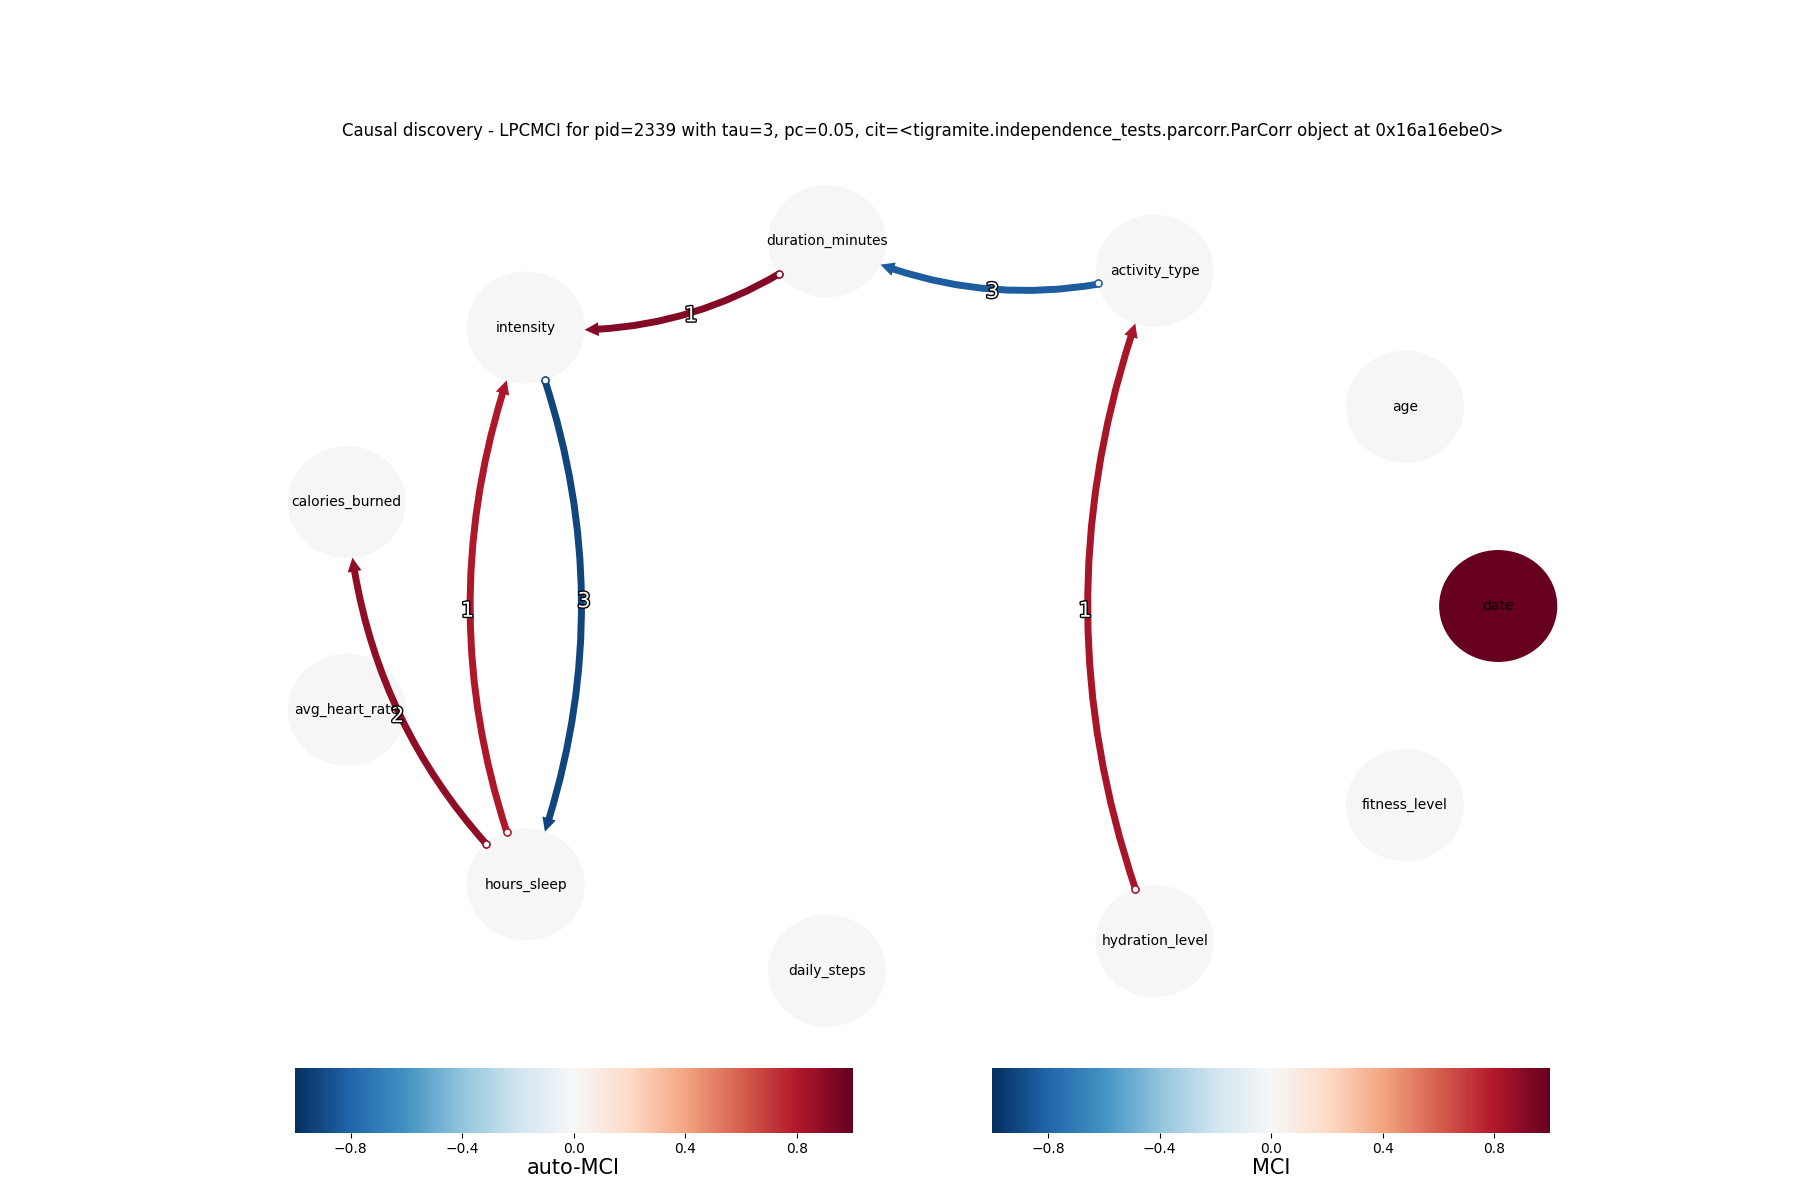 Causal discovery - LPCMCI for pid=2339 with tau=3, pc=0.05, cit=<tigramite.independence_tests.parcorr.ParCorr object at 0x16a16ebe0>
duration_minutes
activity_type
3
1
intensity
age
calories_burned
3
date
1
1
avg_heart_rate
2
fitness_level
hours_sleep
hydration_level
daily_steps
−0.8 −0.4 0.0 0.4 0.8
auto-MCI
−0.8 −0.4 0.0 0.4 0.8
MCI